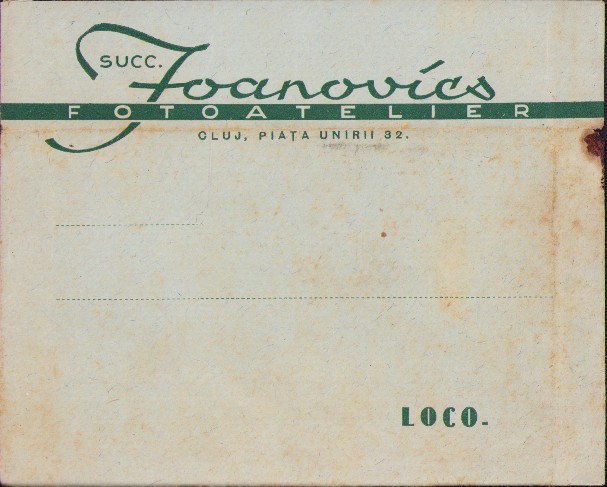 SUCC. Joanovics
FOTOATELIER
CLUJ, PIAȚA UNIRII 32.
LOCO-